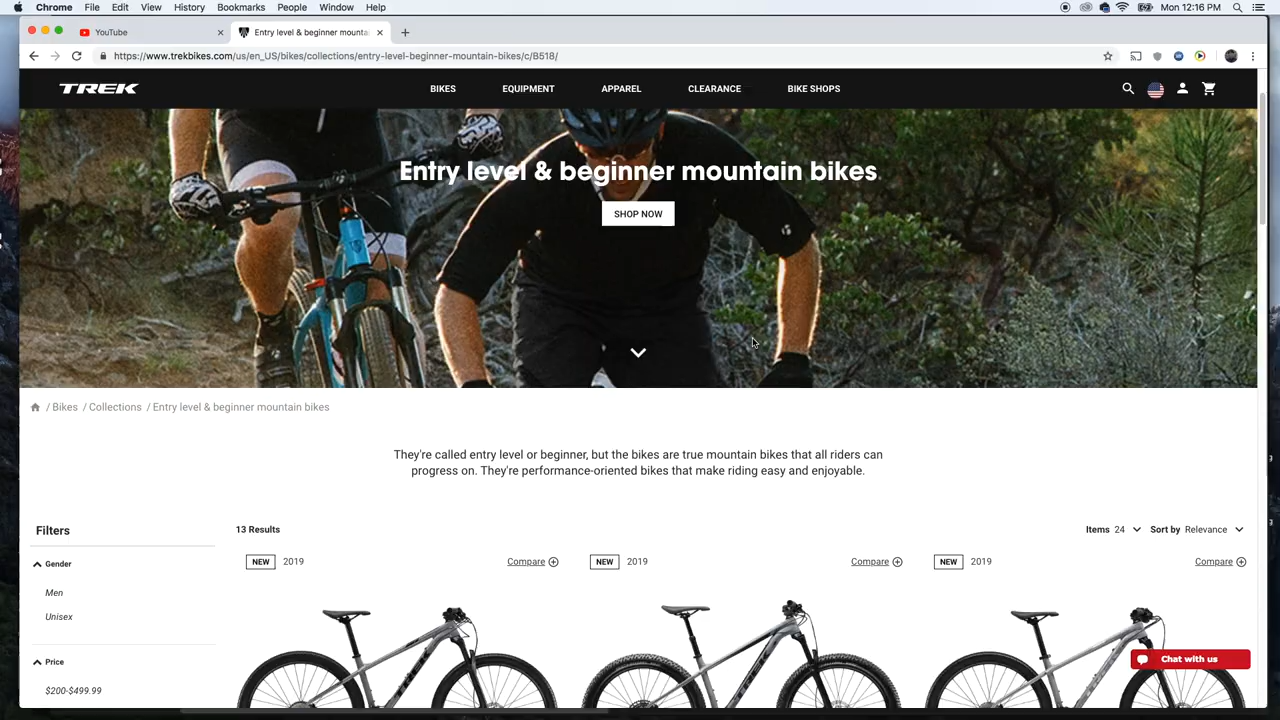 Chrome File Edit View History Bookmarks People Window Help Mon 12:16 PM
YouTube Entry level & beginner mounta
https://www.trekbikes.com/us/en_US/bikes/collections/entry-level-beginner-mountain-bikes/c/B518/
TREK BIKES EQUIPMENT APPAREL CLEARANCE BIKE SHOPS
Entry level & beginner mountain bikes
SHOP NOW
/ Bikes / Collections / Entry level & beginner mountain bikes
They're called entry level or beginner, but the bikes are true mountain bikes that all riders can
progress on. They're performance-oriented bikes that make riding easy and enjoyable.
Filters
13 Results Items 24 Sort by Relevance
Gender
NEW 2019 Compare NEW 2019 Compare NEW 2019 Compare
Men
Unisex
Price
$200-$499.99
TREK
TREK
TREK
Chat with us